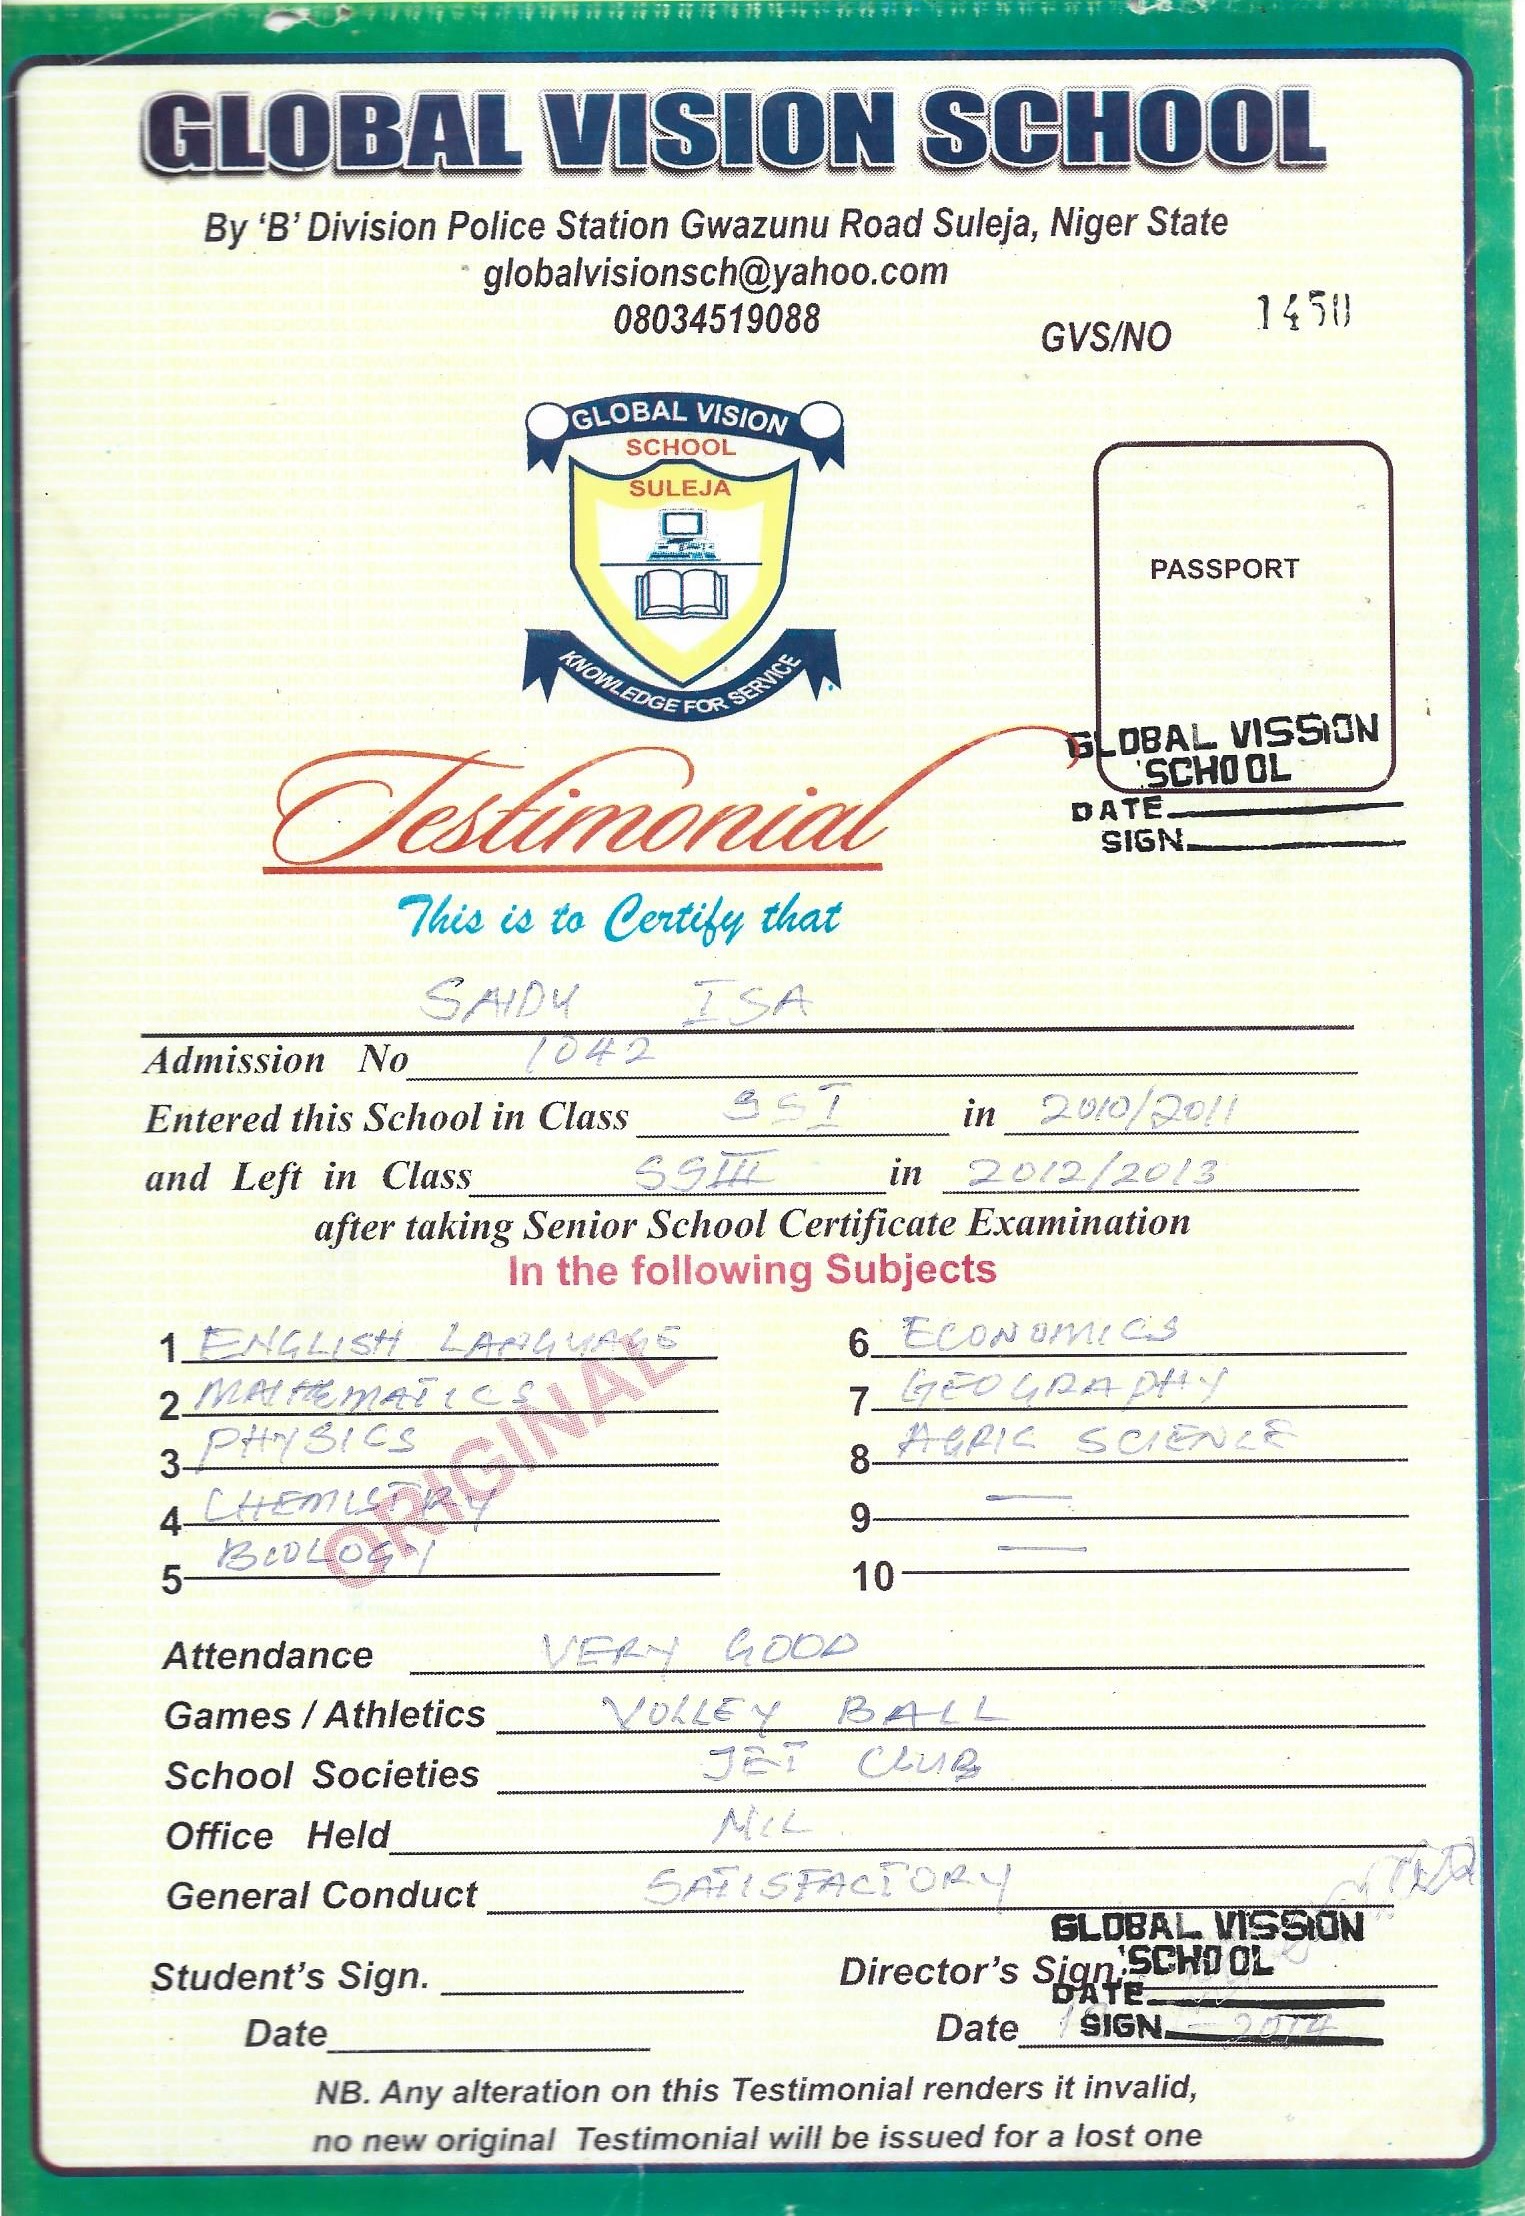 GLOBAL VISION SCHOOL
By 'B' Division Police Station Gwazunu Road Suleja, Niger State
globalvisionsch@yahoo.com
08034519088
GVS/NO 1450
GLOBAL VISION
SCHOOL
SULEJA
KNOWLEDGE FOR SERVICE
PASSPORT
GLOBAL VISSION
SCHOOL
DATE
SIGN
Testimonial
This is to Certify that
SAIDU ISA
Admission No 1042
Entered this School in Class SSI in 2010/2011
and Left in Class SSIII in 2012/2013
after taking Senior School Certificate Examination
In the following Subjects
1 ENGLISH LANGUAGE
2 MATHEMATICS
3 PHYSICS
4 CHEMISTRY
5 BIOLOGY
ORIGINAL
6 ECONOMICS
7 GEOGRAPHY
8 AGRIC SCIENCE
9 —
10 —
Attendance VERY GOOD
Games / Athletics VOLLEY BALL
School Societies JET CLUB
Office Held NIL
General Conduct SATISFACTORY
Student's Sign.
Date
Director's Sign.
Date 2014
GLOBAL VISSION
SCHOOL
DATE
SIGN
NB. Any alteration on this Testimonial renders it invalid,
no new original Testimonial will be issued for a lost one